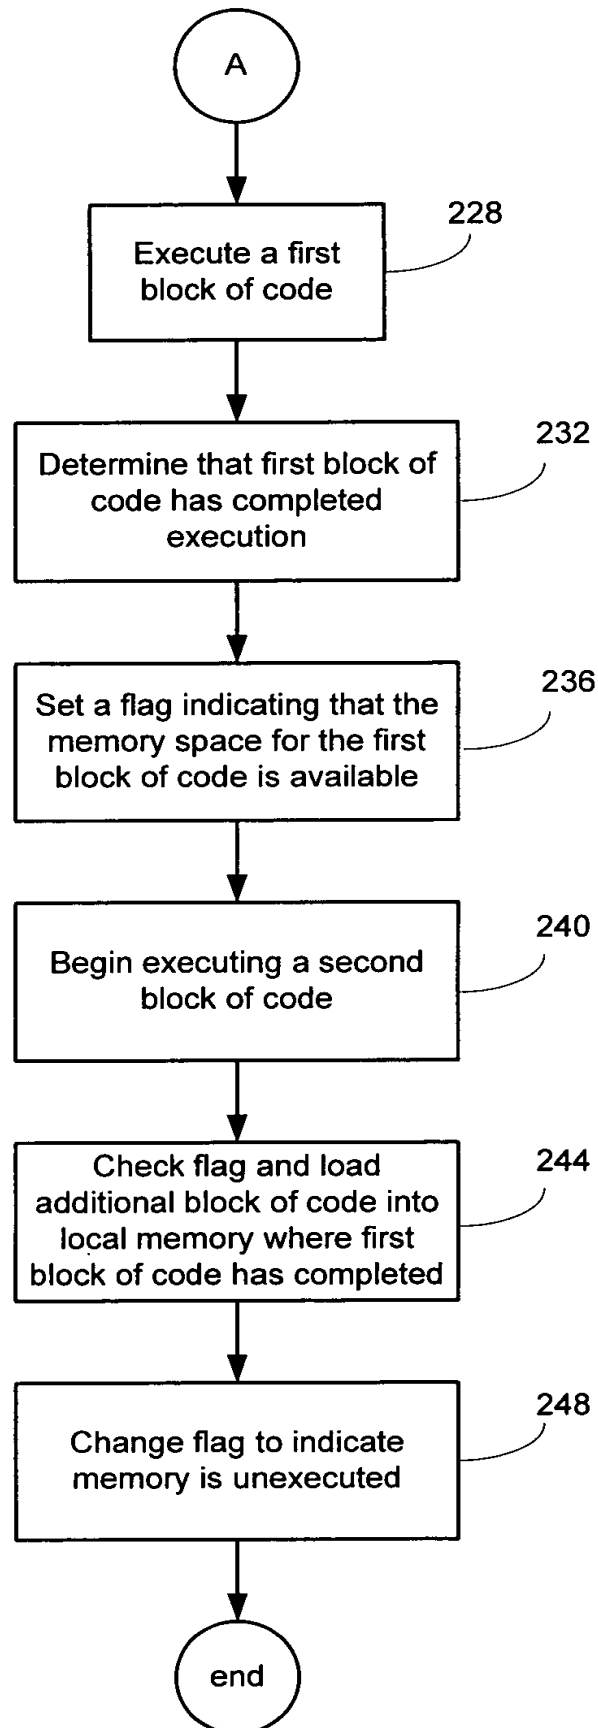 A
228
Execute a first
block of code
232
Determine that first block of
code has completed
execution
236
Set a flag indicating that the
memory space for the first
block of code is available
240
Begin executing a second
block of code
244
Check flag and load
additional block of code into
local memory where first
block of code has completed
248
Change flag to indicate
memory is unexecuted
end